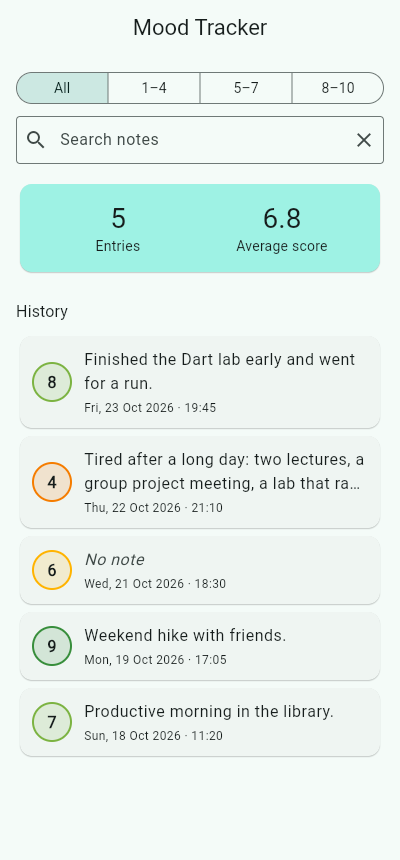 Mood Tracker
All
1–4
5–7
8–10
Search notes
5
Entries
6.8
Average score
History
8
Finished the Dart lab early and went
for a run.
Fri, 23 Oct 2026 · 19:45
4
Tired after a long day: two lectures, a
group project meeting, a lab that ra…
Thu, 22 Oct 2026 · 21:10
6
No note
Wed, 21 Oct 2026 · 18:30
9
Weekend hike with friends.
Mon, 19 Oct 2026 · 17:05
7
Productive morning in the library.
Sun, 18 Oct 2026 · 11:20